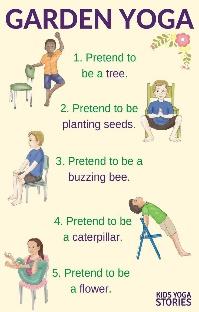 GARDEN YOGA
1. Pretend to
be a tree.
2. Pretend to be
planting seeds.
3. Pretend to be a
buzzing bee.
4. Pretend to be
a caterpillar.
5. Pretend to be
a flower.
KIDS YOGA
STORIES